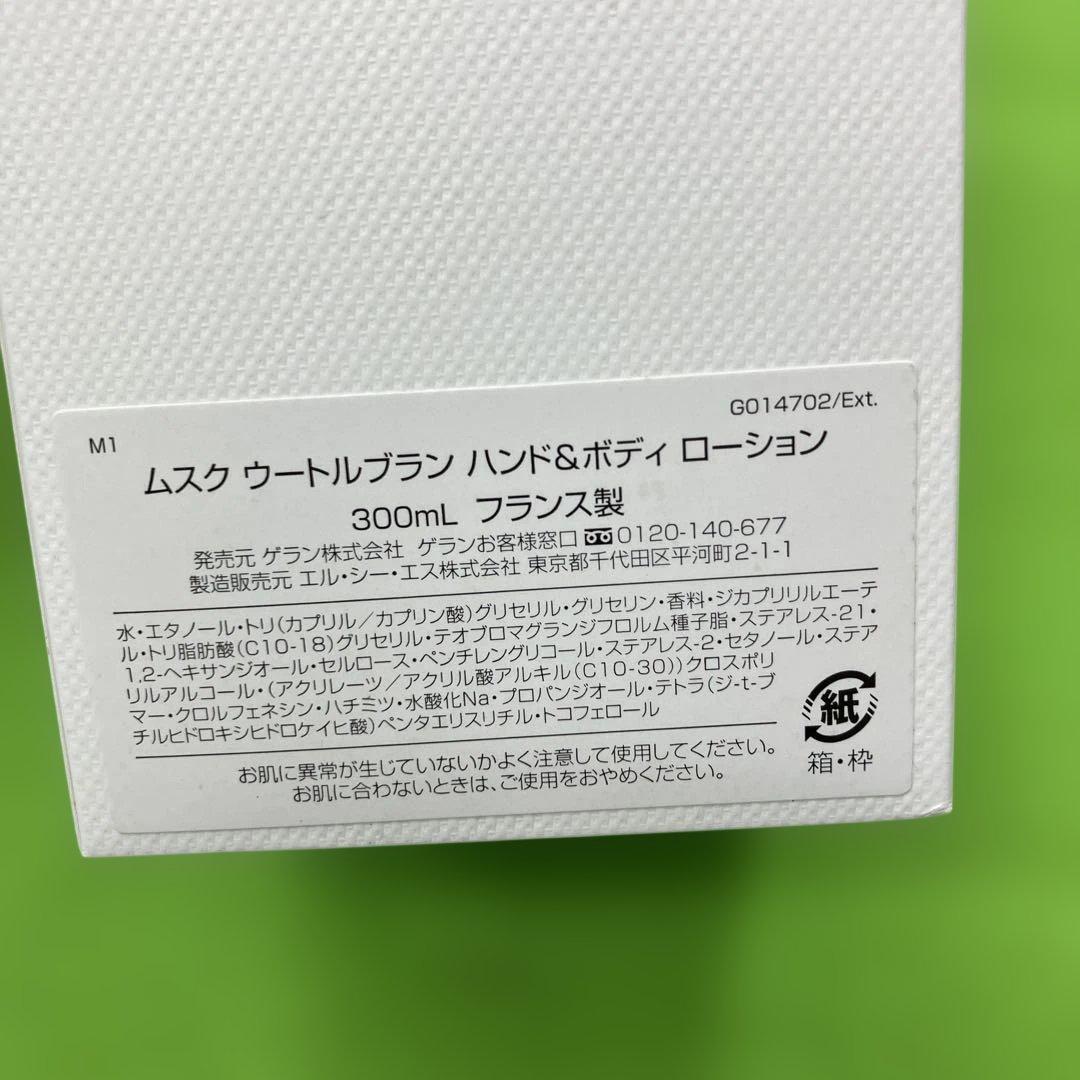 M1
G014702/Ext.
ムスク ウートルブラン ハンド&ボディ ローション
300mL フランス製
発売元 ゲラン株式会社 ゲランお客様窓口 0120-140-677
製造販売元 エル・シー・エス株式会社 東京都千代田区平河町2-1-1
水・エタノール・トリ(カプリル/カプリン酸)グリセリル・グリセリン・香料・ジカプリリルエーテ
ル・トリ脂肪酸(C10-18)グリセリル・テオブロマグランジフロルム種子脂・ステアレス-21・
1,2-ヘキサンジオール・セルロース・ペンチレングリコール・ステアレス-2・セタノール・ステア
リルアルコール・(アクリレーツ/アクリル酸アルキル(C10-30))クロスポリ
マー・クロルフェネシン・ハチミツ・水酸化Na・プロパンジオール・テトラ(ジ-t-ブ
チルヒドロキシヒドロケイヒ酸)ペンタエリスリチル・トコフェロール
紙
箱・枠
お肌に異常が生じていないかよく注意して使用してください。
お肌に合わないときは、ご使用をおやめください。